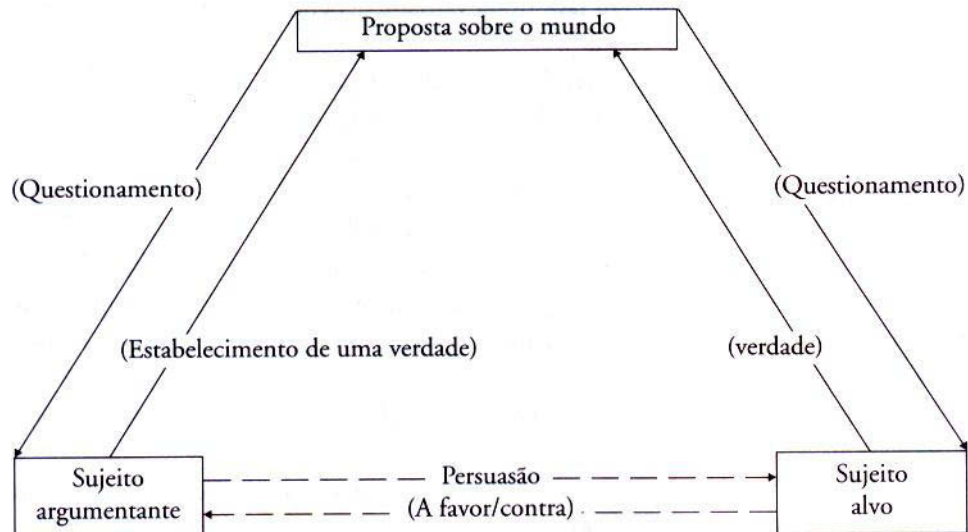 Proposta sobre o mundo
(Questionamento)
(Questionamento)
(Estabelecimento de uma verdade)
(verdade)
Sujeito
argumentante
Persuasão
(A favor/contra)
Sujeito
alvo